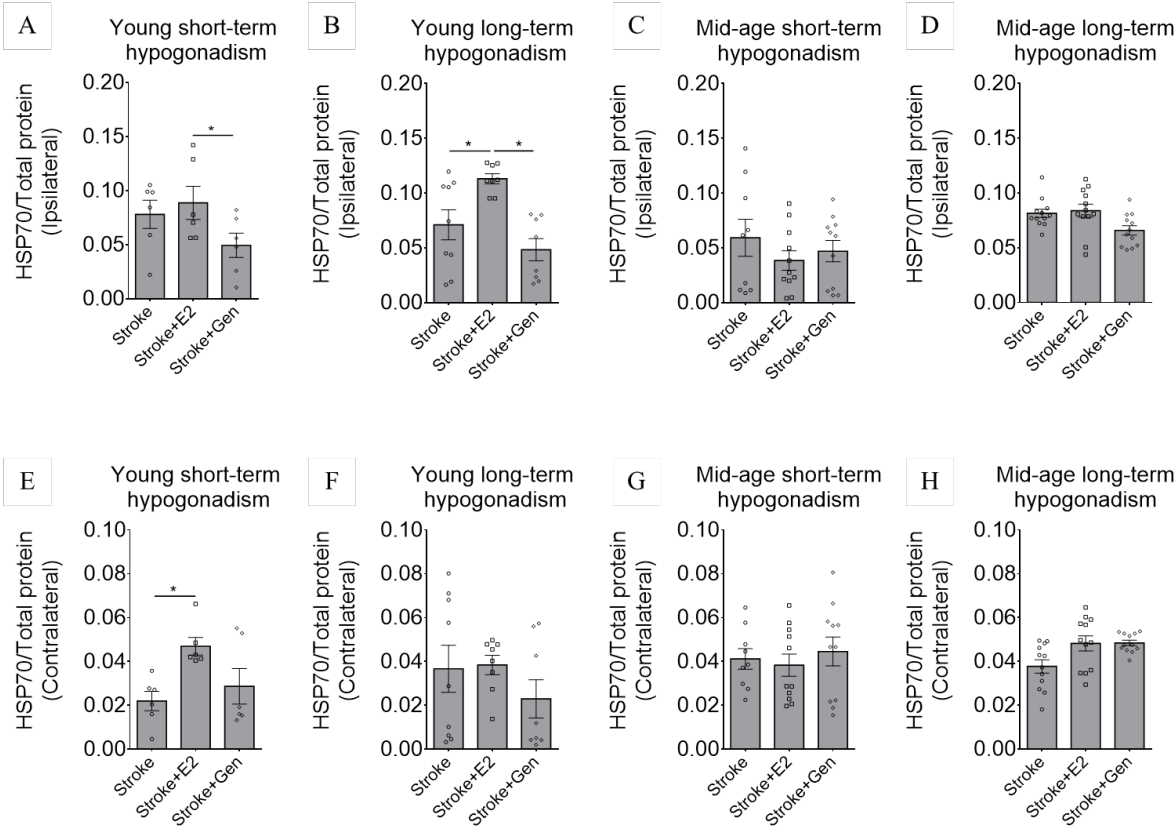 A
Young short-term
hypogonadism
HSP70/Total protein
(Ipsilateral)
0.20
0.15
0.10
0.05
0.00
*
Stroke
Stroke+E2
Stroke+Gen
B
Young long-term
hypogonadism
HSP70/Total protein
(Ipsilateral)
0.20
0.15
0.10
0.05
0.00
*
*
Stroke
Stroke+E2
Stroke+Gen
C
Mid-age short-term
hypogonadism
HSP70/Total protein
(Ipsilateral)
0.20
0.15
0.10
0.05
0.00
Stroke
Stroke+E2
Stroke+Gen
D
Mid-age long-term
hypogonadism
HSP70/Total protein
(Ipsilateral)
0.20
0.15
0.10
0.05
0.00
Stroke
Stroke+E2
Stroke+Gen
E
Young short-term
hypogonadism
HSP70/Total protein
(Contralateral)
0.10
0.08
0.06
0.04
0.02
0.00
*
Stroke
Stroke+E2
Stroke+Gen
F
Young long-term
hypogonadism
HSP70/Total protein
(Contralateral)
0.10
0.08
0.06
0.04
0.02
0.00
Stroke
Stroke+E2
Stroke+Gen
G
Mid-age short-term
hypogonadism
HSP70/Total protein
(Contralateral)
0.10
0.08
0.06
0.04
0.02
0.00
Stroke
Stroke+E2
Stroke+Gen
H
Mid-age long-term
hypogonadism
HSP70/Total protein
(Contralateral)
0.10
0.08
0.06
0.04
0.02
0.00
Stroke
Stroke+E2
Stroke+Gen